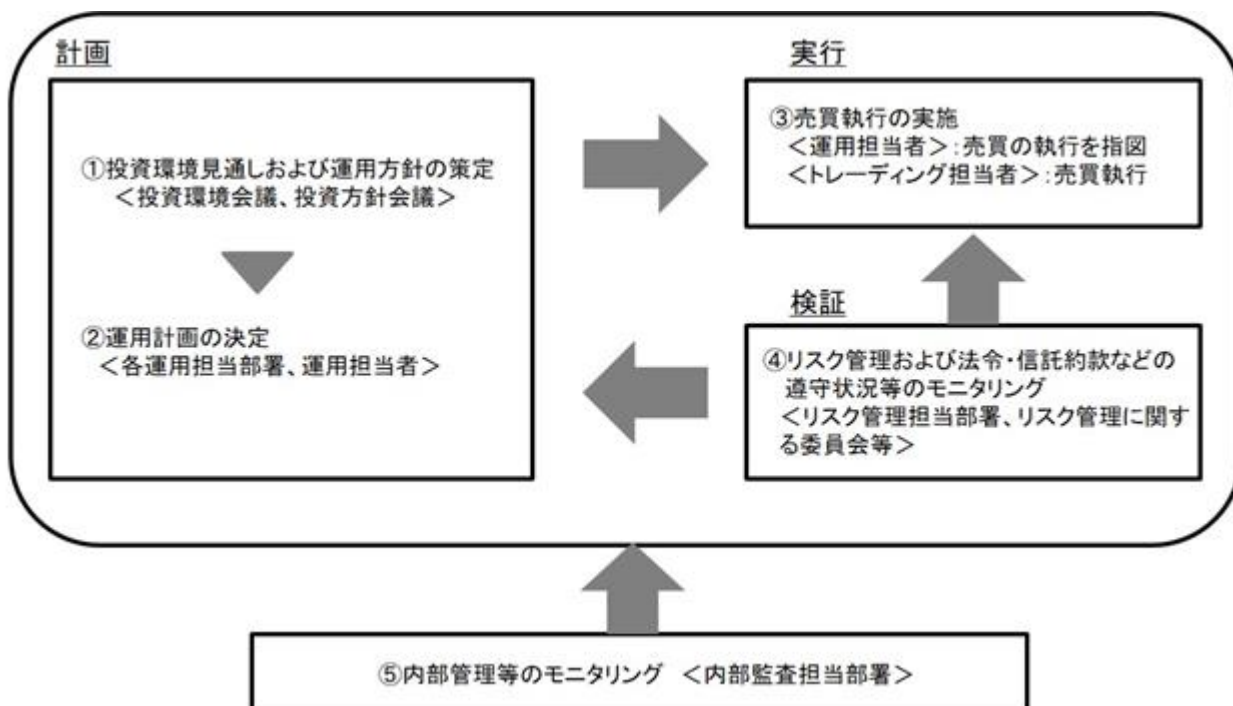 計画
①投資環境見通しおよび運用方針の策定
＜投資環境会議、投資方針会議＞
②運用計画の決定
＜各運用担当部署、運用担当者＞
実行
③売買執行の実施
＜運用担当者＞：売買の執行を指図
＜トレーディング担当者＞：売買執行
検証
④リスク管理および法令・信託約款などの
遵守状況等のモニタリング
＜リスク管理担当部署、リスク管理に関す
る委員会等＞
⑤内部管理等のモニタリング ＜内部監査担当部署＞